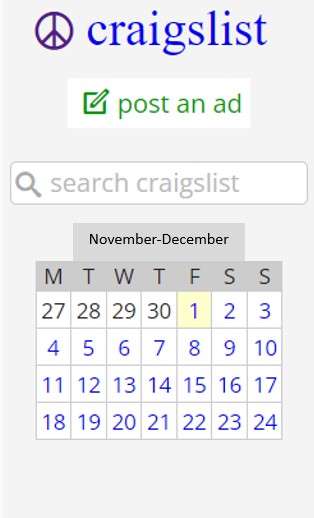 craigslist
post an ad
search craigslist
November-December
M T W T F S S
27 28 29 30 1 2 3
4 5 6 7 8 9 10
11 12 13 14 15 16 17
18 19 20 21 22 23 24